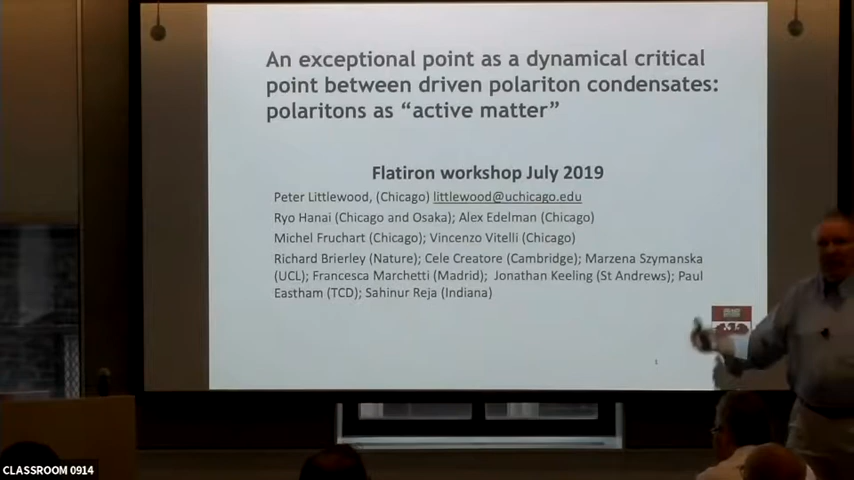 An exceptional point as a dynamical critical
point between driven polariton condensates:
polaritons as “active matter”
Flatiron workshop July 2019
Peter Littlewood, (Chicago) littlewood@uchicago.edu
Ryo Hanai (Chicago and Osaka); Alex Edelman (Chicago)
Michel Fruchart (Chicago); Vincenzo Vitelli (Chicago)
Richard Brierley (Nature); Cele Creatore (Cambridge); Marzena Szymanska
(UCL); Francesca Marchetti (Madrid); Jonathan Keeling (St Andrews); Paul
Eastham (TCD); Sahinur Reja (Indiana)
1
CLASSROOM 0914